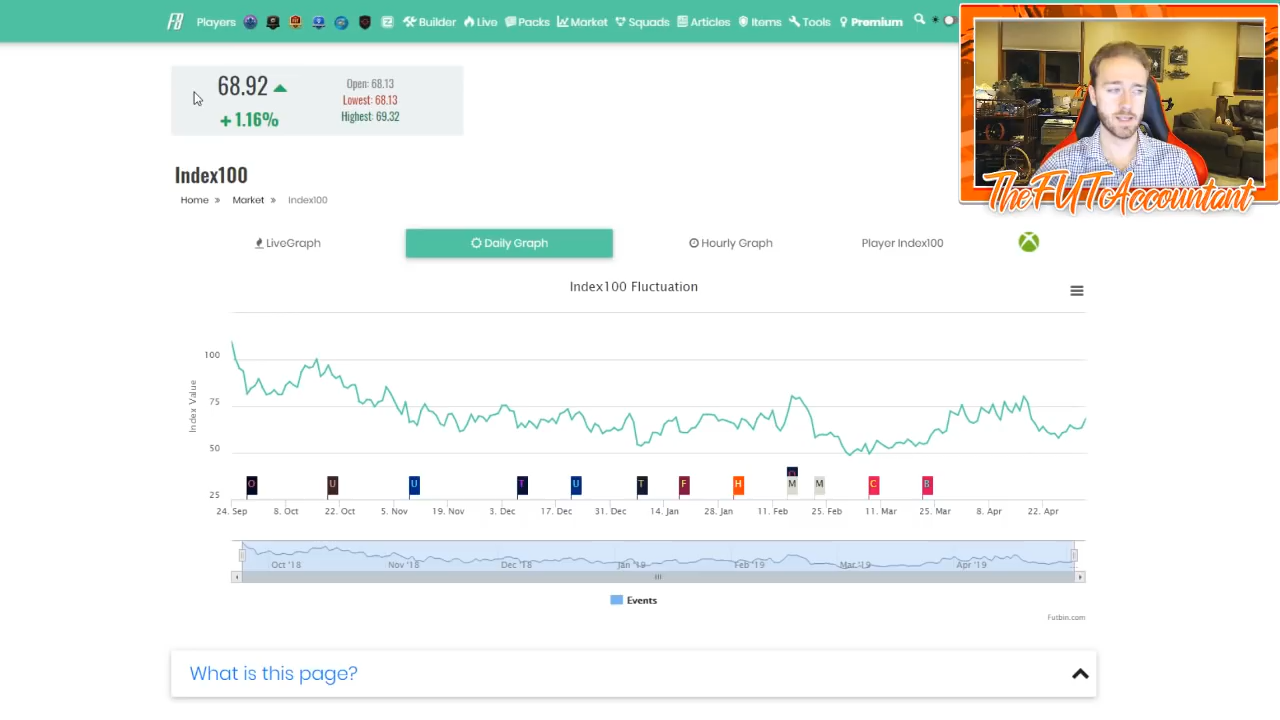 F8 Players Builder Live Packs Market Squads Articles Items Tools Premium
68.92
+ 1.16%
Open: 68.13
Lowest: 68.13
Highest: 69.32
TheFUTAccountant
Index100
Home » Market » Index100
LiveGraph Daily Graph Hourly Graph Player Index100
Index100 Fluctuation
Index Value
100
75
50
25
O U U T U T F H M M C B
24. Sep 8. Oct 22. Oct 5. Nov 19. Nov 3. Dec 17. Dec 31. Dec 14. Jan 28. Jan 11. Feb 25. Feb 11. Mar 25. Mar 8. Apr 22. Apr
Oct '18 Nov '18 Dec '18 Jan '19 Feb '19 Mar '19 Apr '19
Events
Futbin.com
What is this page?